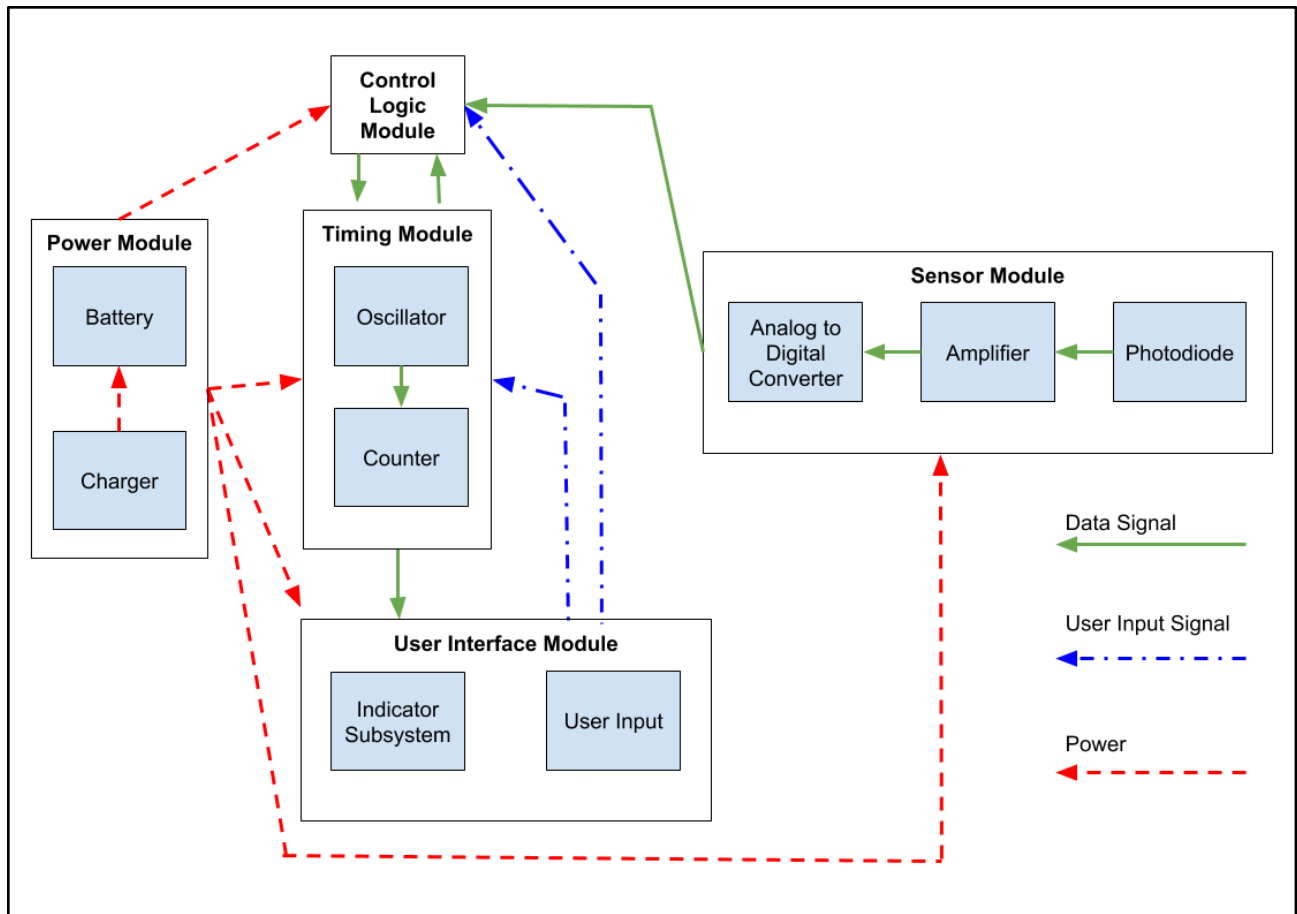 Control
Logic
Module
Power Module
Battery
Charger
Timing Module
Oscillator
Counter
Sensor Module
Analog to
Digital
Converter
Amplifier
Photodiode
User Interface Module
Indicator
Subsystem
User Input
Data Signal
User Input Signal
Power